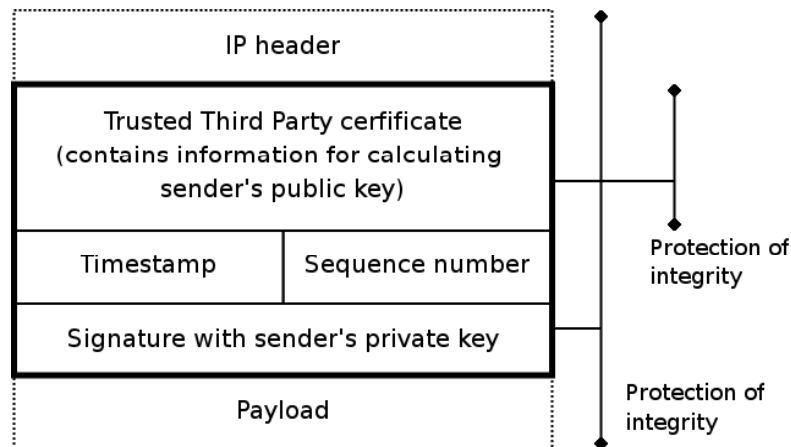 IP header
Trusted Third Party cerfificate
(contains information for calculating
sender's public key)
Timestamp
Sequence number
Signature with sender's private key
Payload
Protection of
integrity
Protection of
integrity